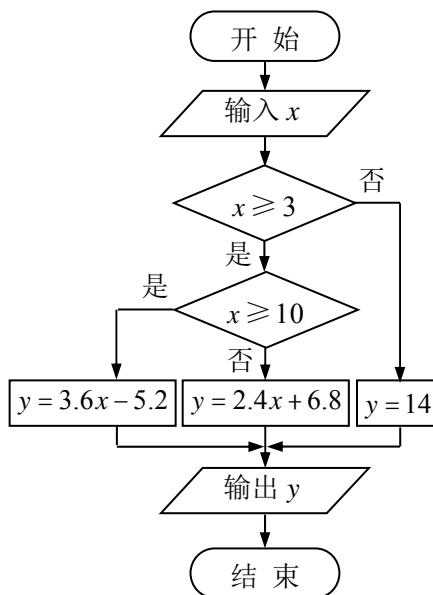 开 始
输入 x
x ≥ 3
否
是
x ≥ 10
是
否
y = 3.6x − 5.2
y = 2.4x + 6.8
y = 14
输出 y
结 束